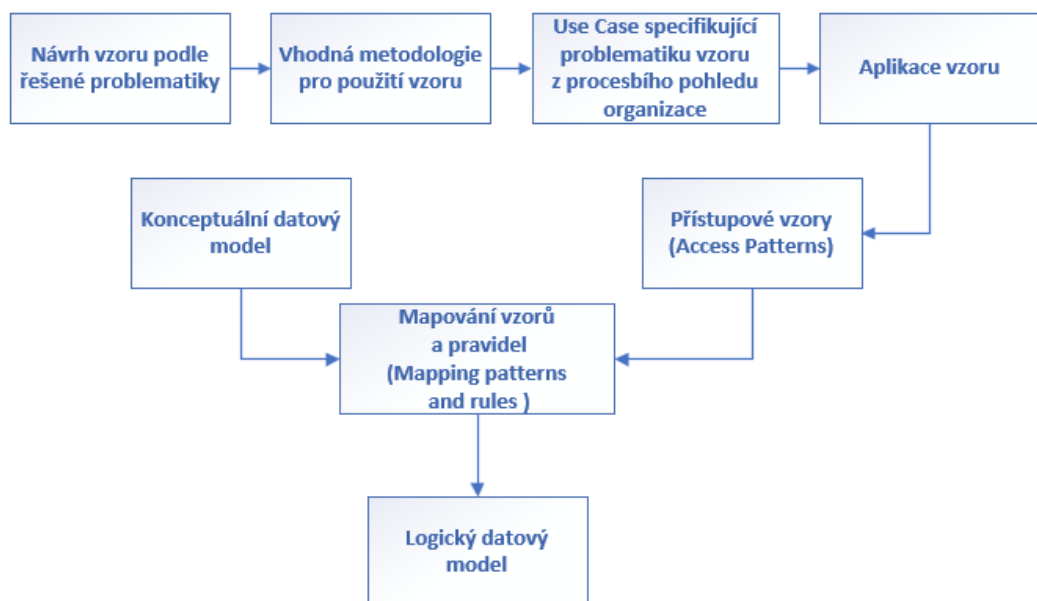 Návrh vzoru podle
řešené problematiky
Vhodná metodologie
pro použití vzoru
Use Case specifikující
problematiku vzoru
z procesbího pohledu
organizace
Aplikace vzoru
Konceptuální datový
model
Přístupové vzory
(Access Patterns)
Mapování vzorů
a pravidel
(Mapping patterns
and rules )
Logický datový
model